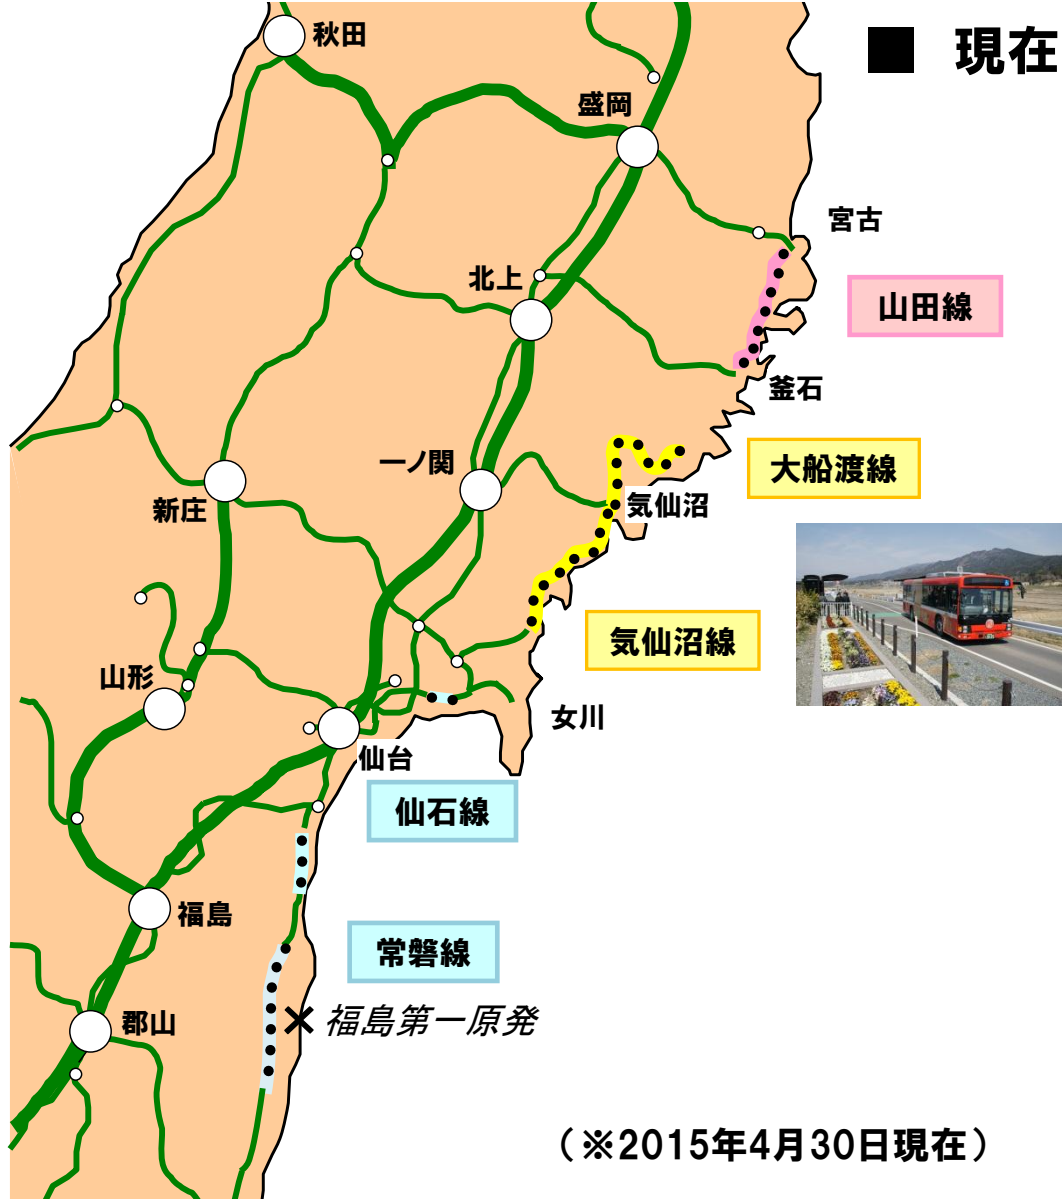 秋田
■ 現在
盛岡
宮古
北上
山田線
釜石
一ノ関
大船渡線
新庄
気仙沼
気仙沼線
山形
女川
仙台
仙石線
福島
常磐線
郡山
福島第一原発
（※2015年4月30日現在）